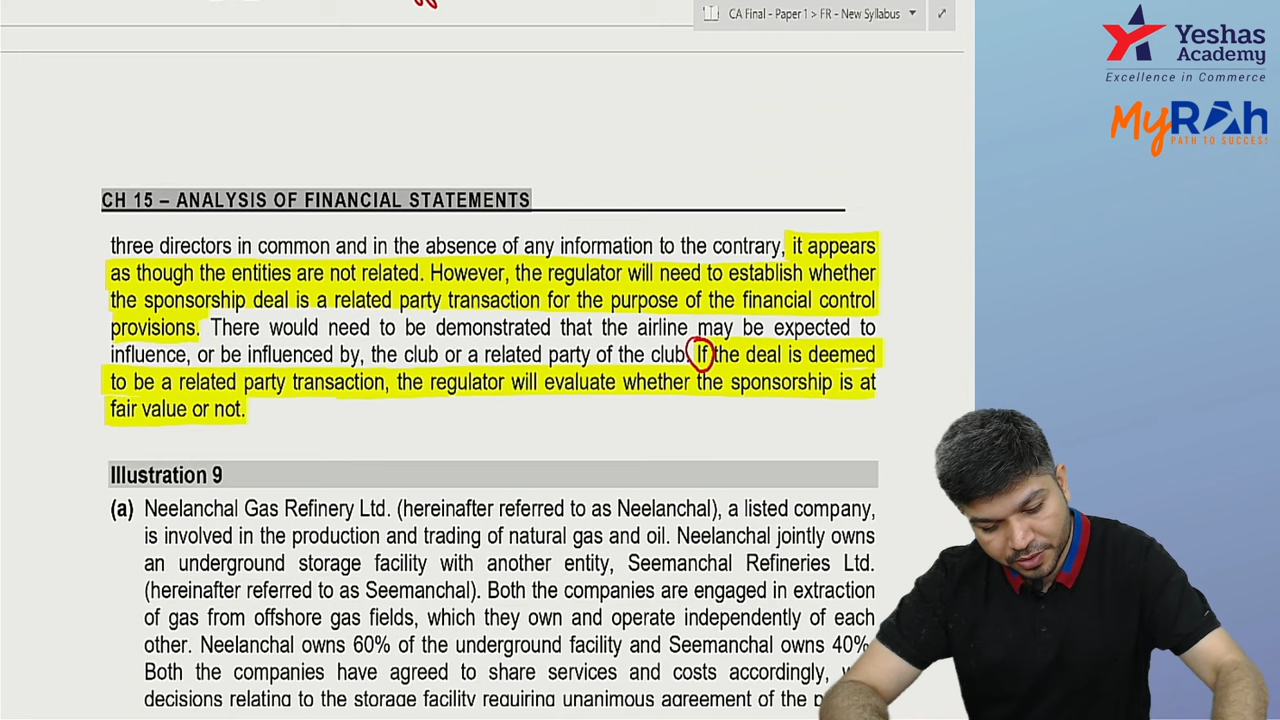 CA Final - Paper 1 > FR - New Syllabus
Yeshas
Academy
Excellence in Commerce
MyRAh
PATH TO SUCCESS
CH 15 – ANALYSIS OF FINANCIAL STATEMENTS
three directors in common and in the absence of any information to the contrary, it appears
as though the entities are not related. However, the regulator will need to establish whether
the sponsorship deal is a related party transaction for the purpose of the financial control
provisions. There would need to be demonstrated that the airline may be expected to
influence, or be influenced by, the club or a related party of the club. If the deal is deemed
to be a related party transaction, the regulator will evaluate whether the sponsorship is at
fair value or not.
Illustration 9
(a) Neelanchal Gas Refinery Ltd. (hereinafter referred to as Neelanchal), a listed company,
is involved in the production and trading of natural gas and oil. Neelanchal jointly owns
an underground storage facility with another entity, Seemanchal Refineries Ltd.
(hereinafter referred to as Seemanchal). Both the companies are engaged in extraction
of gas from offshore gas fields, which they own and operate independently of each
other. Neelanchal owns 60% of the underground facility and Seemanchal owns 40%.
Both the companies have agreed to share services and costs accordingly,
decisions relating to the storage facility requiring unanimous agreement of the